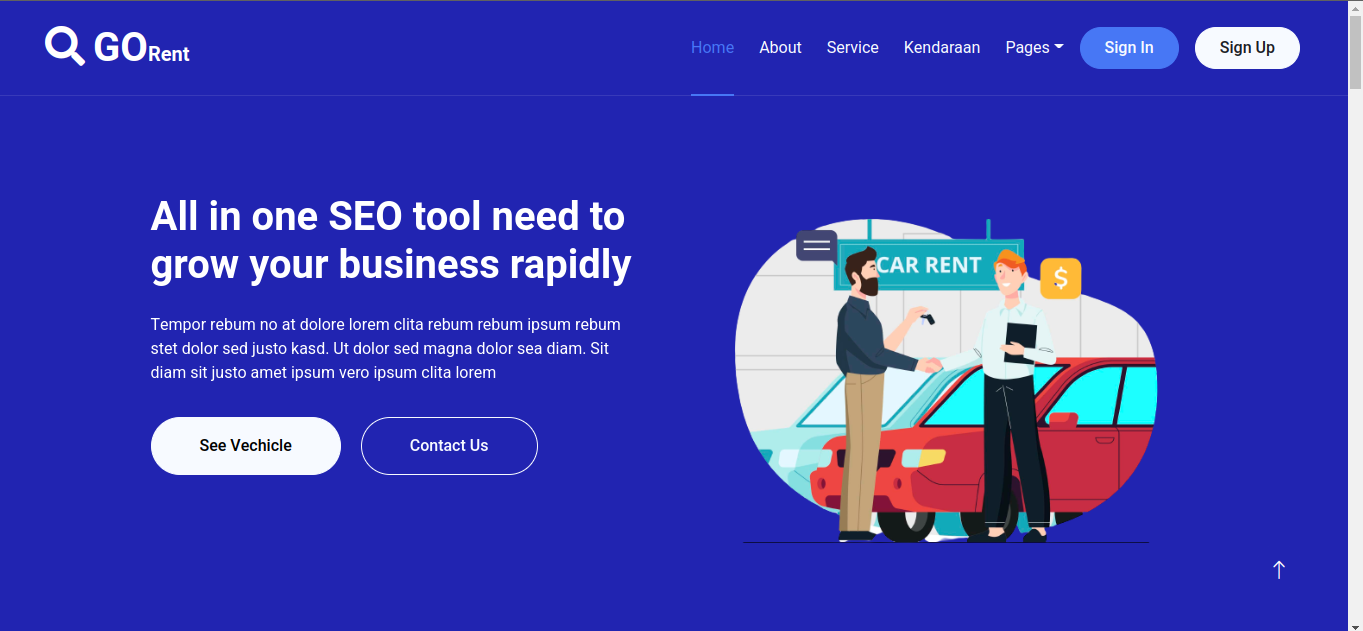 GORent
Home About Service Kendaraan Pages Sign In Sign Up
All in one SEO tool need to
grow your business rapidly
Tempor rebum no at dolore lorem clita rebum rebum ipsum rebum
stet dolor sed justo kasd. Ut dolor sed magna dolor sea diam. Sit
diam sit justo amet ipsum vero ipsum clita lorem
See Vechicle Contact Us
CAR RENT
$